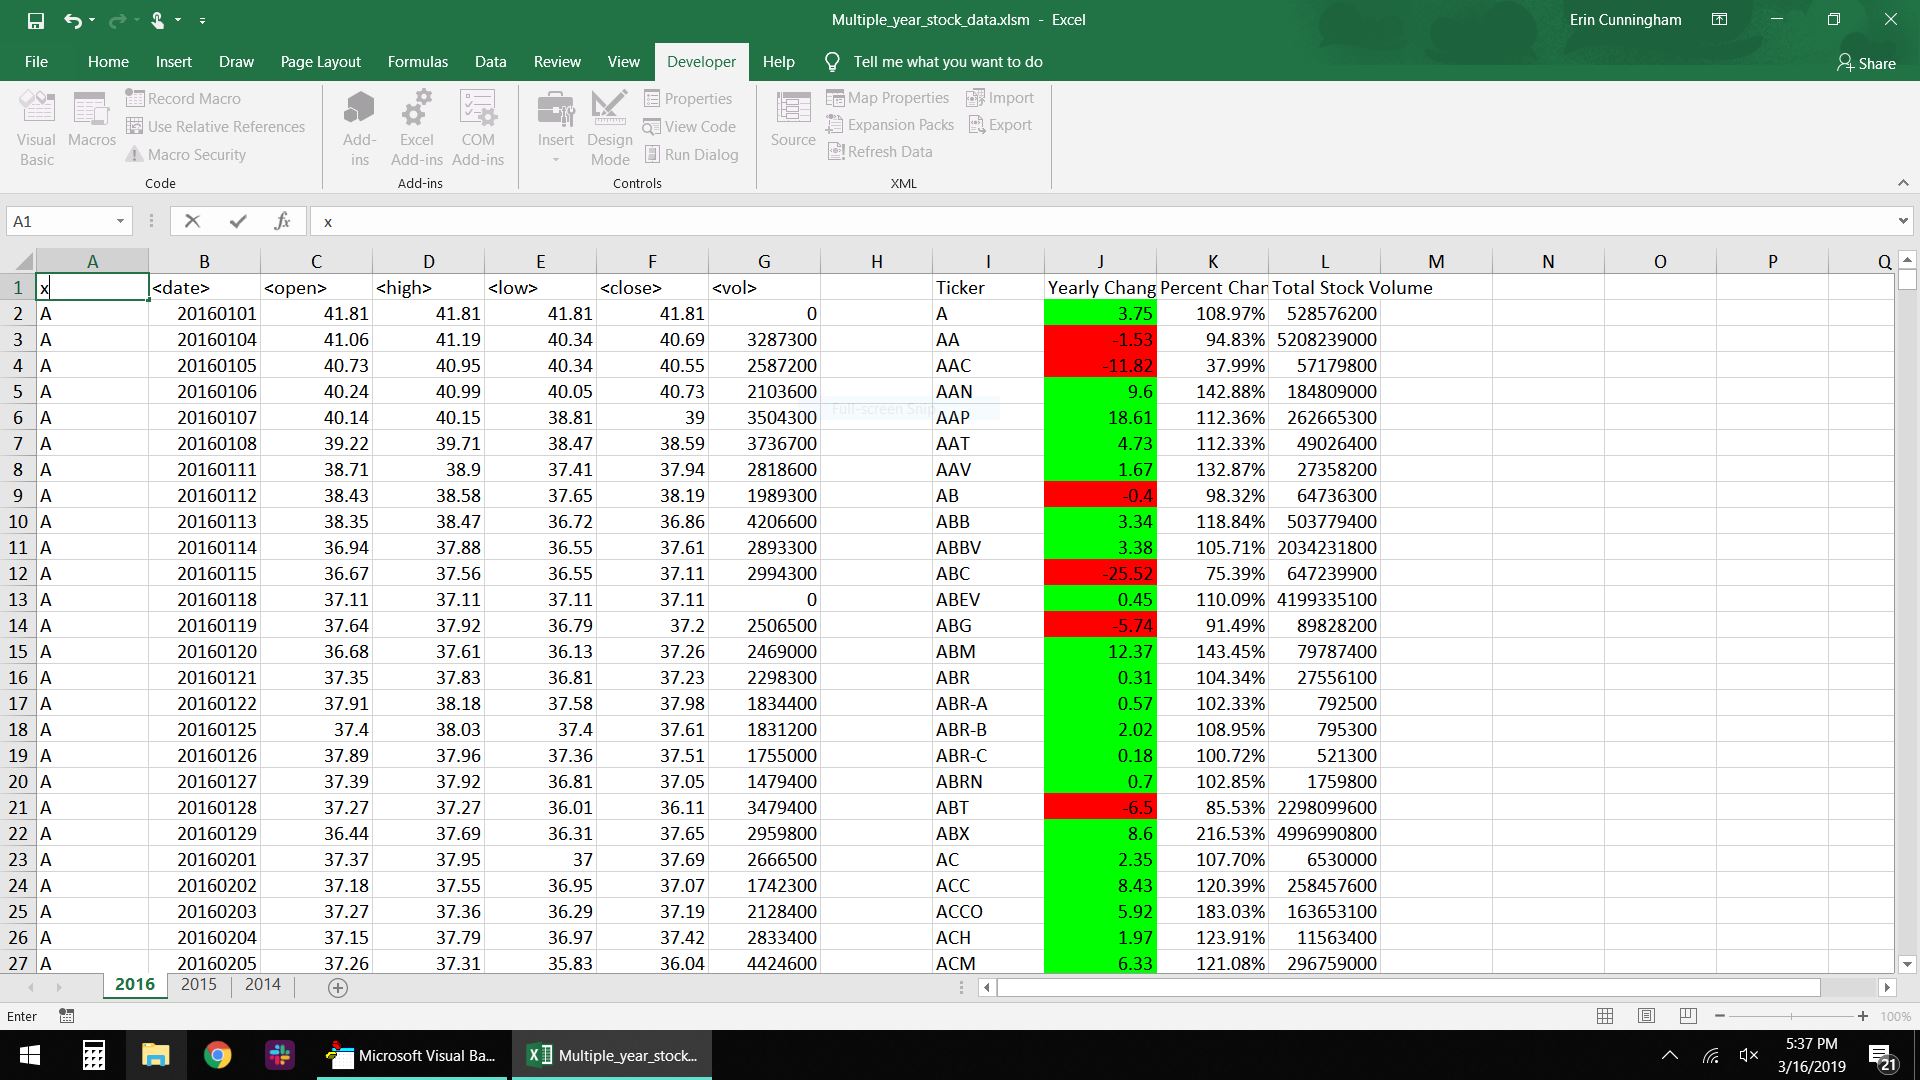 Multiple_year_stock_data.xlsm - Excel
Erin Cunningham
File Home Insert Draw Page Layout Formulas Data Review View Developer Help Tell me what you want to do Share
Visual Basic
Macros
Record Macro
Use Relative References
Macro Security
Code
Add-ins
Excel Add-ins
COM Add-ins
Add-ins
Insert
Design Mode
Properties
View Code
Run Dialog
Controls
Source
Map Properties
Expansion Packs
Refresh Data
Import
Export
XML
A1 fx x
A B C D E F G H I J K L M N O P Q
1 x <date> <open> <high> <low> <close> <vol> Ticker Yearly Chang Percent Chan Total Stock Volume
2 A 20160101 41.81 41.81 41.81 41.81 0 A 3.75 108.97% 528576200
3 A 20160104 41.06 41.19 40.34 40.69 3287300 AA -1.53 94.83% 5208239000
4 A 20160105 40.73 40.95 40.34 40.55 2587200 AAC -11.82 37.99% 57179800
5 A 20160106 40.24 40.99 40.05 40.73 2103600 AAN 9.6 142.88% 184809000
Full-screen Snip
6 A 20160107 40.14 40.15 38.81 39 3504300 AAP 18.61 112.36% 262665300
7 A 20160108 39.22 39.71 38.47 38.59 3736700 AAT 4.73 112.33% 49026400
8 A 20160111 38.71 38.9 37.41 37.94 2818600 AAV 1.67 132.87% 27358200
9 A 20160112 38.43 38.58 37.65 38.19 1989300 AB -0.4 98.32% 64736300
10 A 20160113 38.35 38.47 36.72 36.86 4206600 ABB 3.34 118.84% 503779400
11 A 20160114 36.94 37.88 36.55 37.61 2893300 ABBV 3.38 105.71% 2034231800
12 A 20160115 36.67 37.56 36.55 37.11 2994300 ABC -25.52 75.39% 647239900
13 A 20160118 37.11 37.11 37.11 37.11 0 ABEV 0.45 110.09% 4199335100
14 A 20160119 37.64 37.92 36.79 37.2 2506500 ABG -5.74 91.49% 89828200
15 A 20160120 36.68 37.61 36.13 37.26 2469000 ABM 12.37 143.45% 79787400
16 A 20160121 37.35 37.83 36.81 37.23 2298300 ABR 0.31 104.34% 27556100
17 A 20160122 37.91 38.18 37.58 37.98 1834400 ABR-A 0.57 102.33% 792500
18 A 20160125 37.4 38.03 37.4 37.61 1831200 ABR-B 2.02 108.95% 795300
19 A 20160126 37.89 37.96 37.36 37.51 1755000 ABR-C 0.18 100.72% 521300
20 A 20160127 37.39 37.92 36.81 37.05 1479400 ABRN 0.7 102.85% 1759800
21 A 20160128 37.27 37.27 36.01 36.11 3479400 ABT -6.5 85.53% 2298099600
22 A 20160129 36.44 37.69 36.31 37.65 2959800 ABX 8.6 216.53% 4996990800
23 A 20160201 37.37 37.95 37 37.69 2666500 AC 2.35 107.70% 6530000
24 A 20160202 37.18 37.55 36.95 37.07 1742300 ACC 8.43 120.39% 258457600
25 A 20160203 37.27 37.36 36.29 37.19 2128400 ACCO 5.92 183.03% 163653100
26 A 20160204 37.15 37.79 36.97 37.42 2833400 ACH 1.97 123.91% 11563400
27 A 20160205 37.26 37.31 35.83 36.04 4424600 ACM 6.33 121.08% 296759000
2016 2015 2014
Enter 100%
Microsoft Visual Ba...
Multiple_year_stock...
5:37 PM
3/16/2019
21